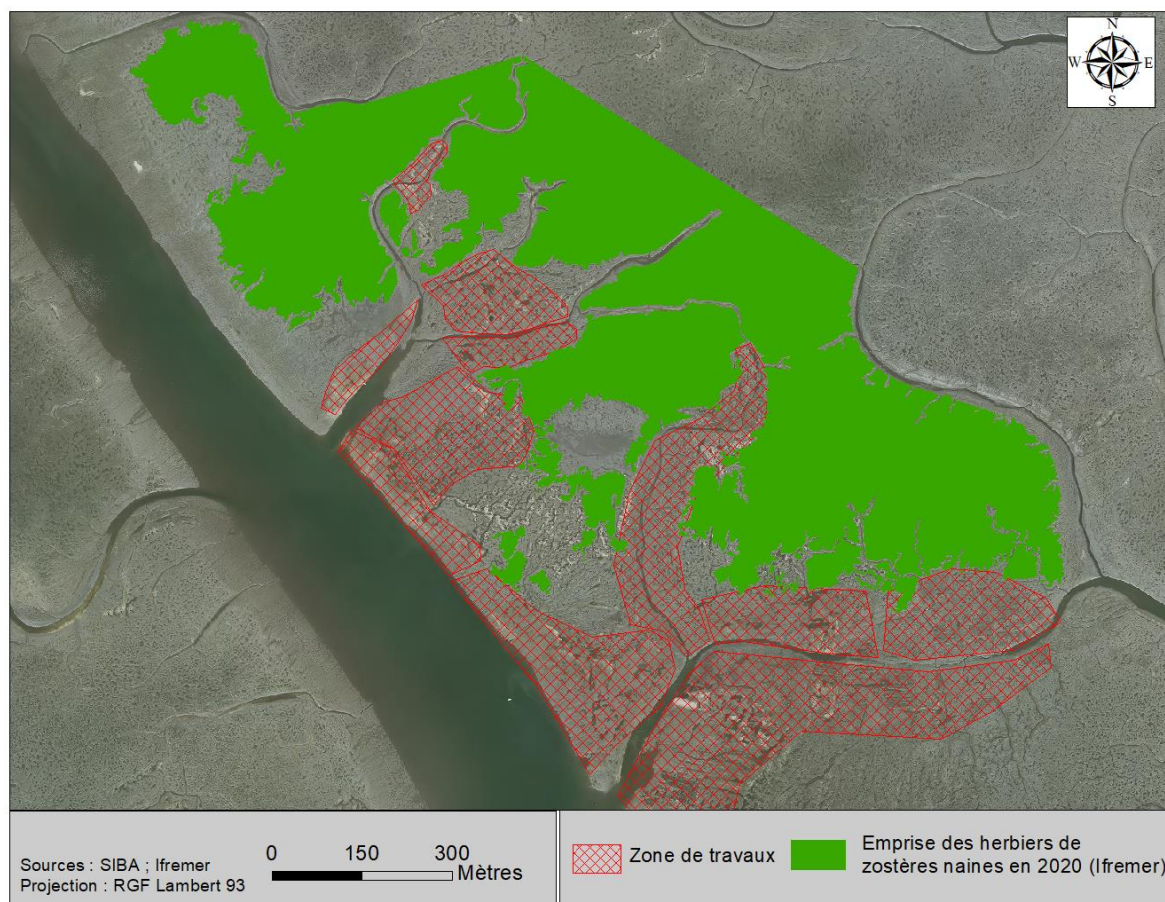 N
W E
S
Sources : SIBA ; Ifremer
Projection : RGF Lambert 93
0 150 300
Mètres
Zone de travaux
Emprise des herbiers de
zostères naines en 2020 (Ifremer)